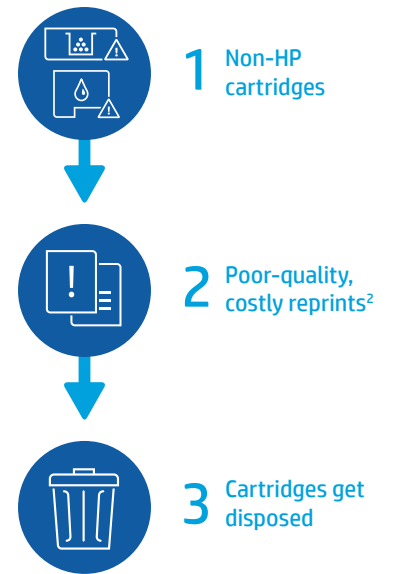 1 Non-HP
cartridges
2 Poor-quality,
costly reprints²
3 Cartridges get
disposed